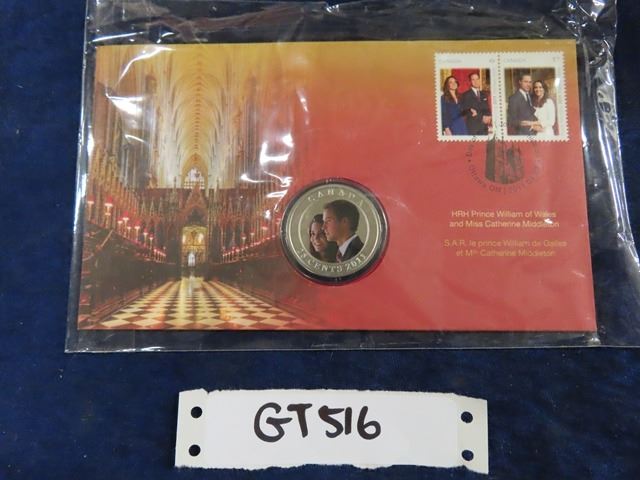 CANADA
HRH Prince William of Wales
and Miss Catherine Middleton
S.A.R. le prince William de Galles
et Mlle Catherine Middleton
CANADA
25 CENTS 2011
GT516